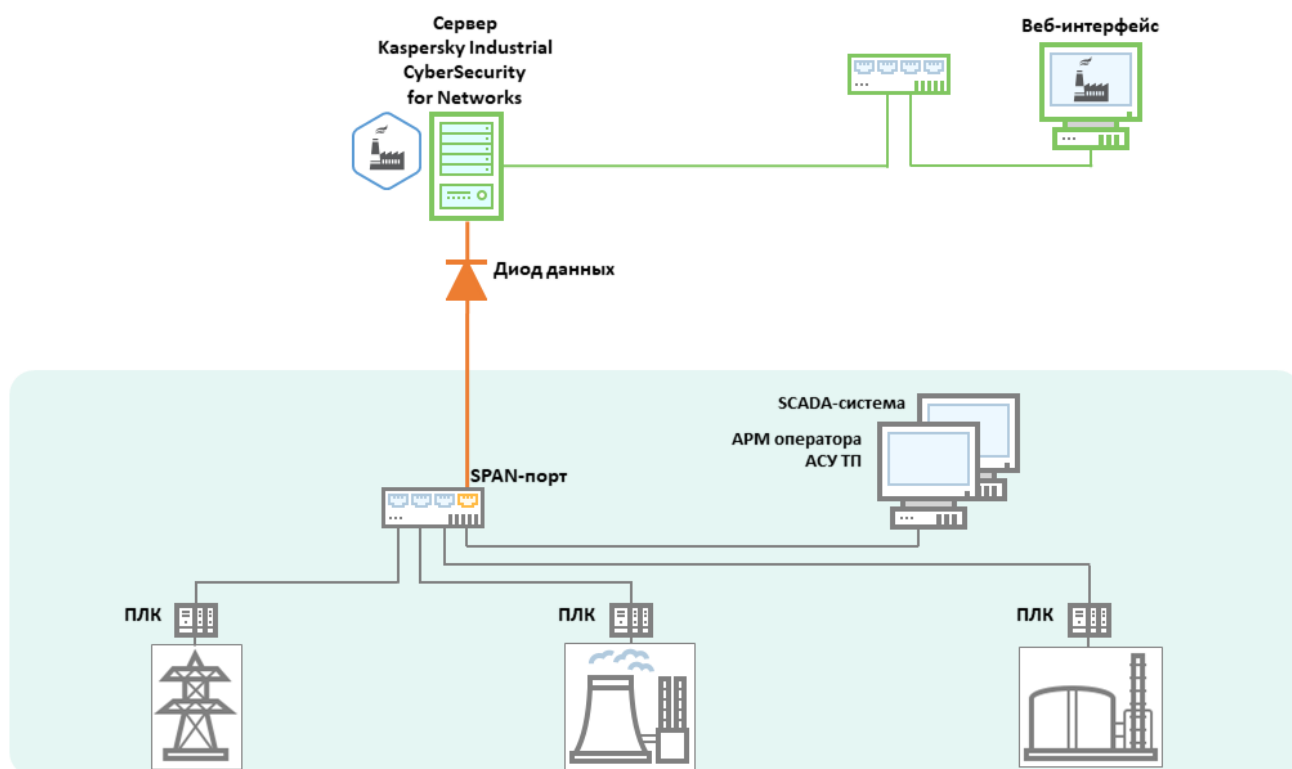 Сервер
Kaspersky Industrial
CyberSecurity
for Networks
Веб-интерфейс
Диод данных
SCADA-система
АРМ оператора
АСУ ТП
SPAN-порт
ПЛК
ПЛК
ПЛК